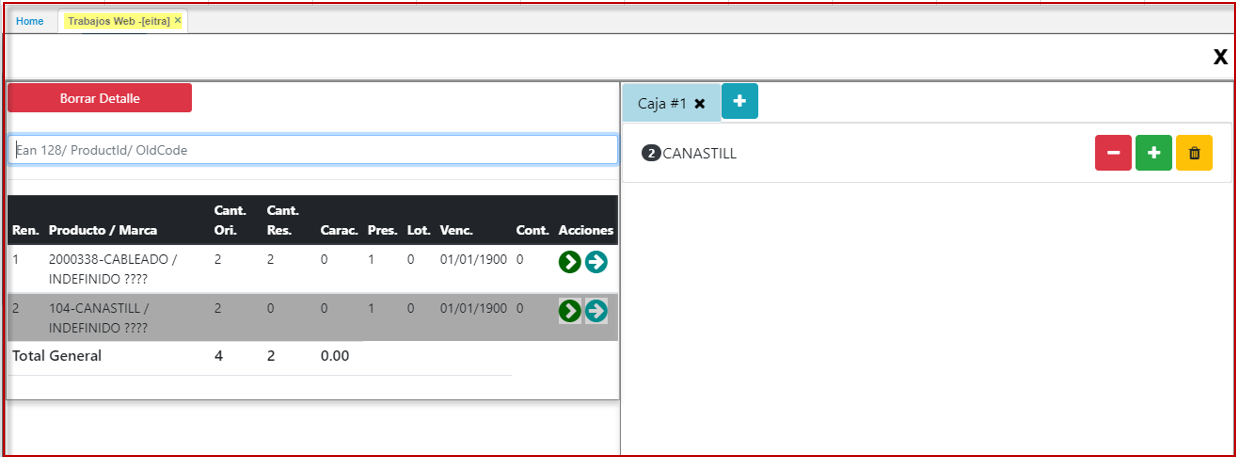 Home
Trabajos Web -[eitra] ×
X
Borrar Detalle
Ean 128/ ProductId/ OldCode
Ren. Producto / Marca Cant. Ori. Cant. Res. Carac. Pres. Lot. Venc. Cont. Acciones
1 2000338-CABLEADO / 2 2 0 1 0 01/01/1900 0
INDEFINIDO ????
2 104-CANASTILL / 2 0 0 1 0 01/01/1900 0
INDEFINIDO ????
Total General 4 2 0.00
Caja #1
2 CANASTILL